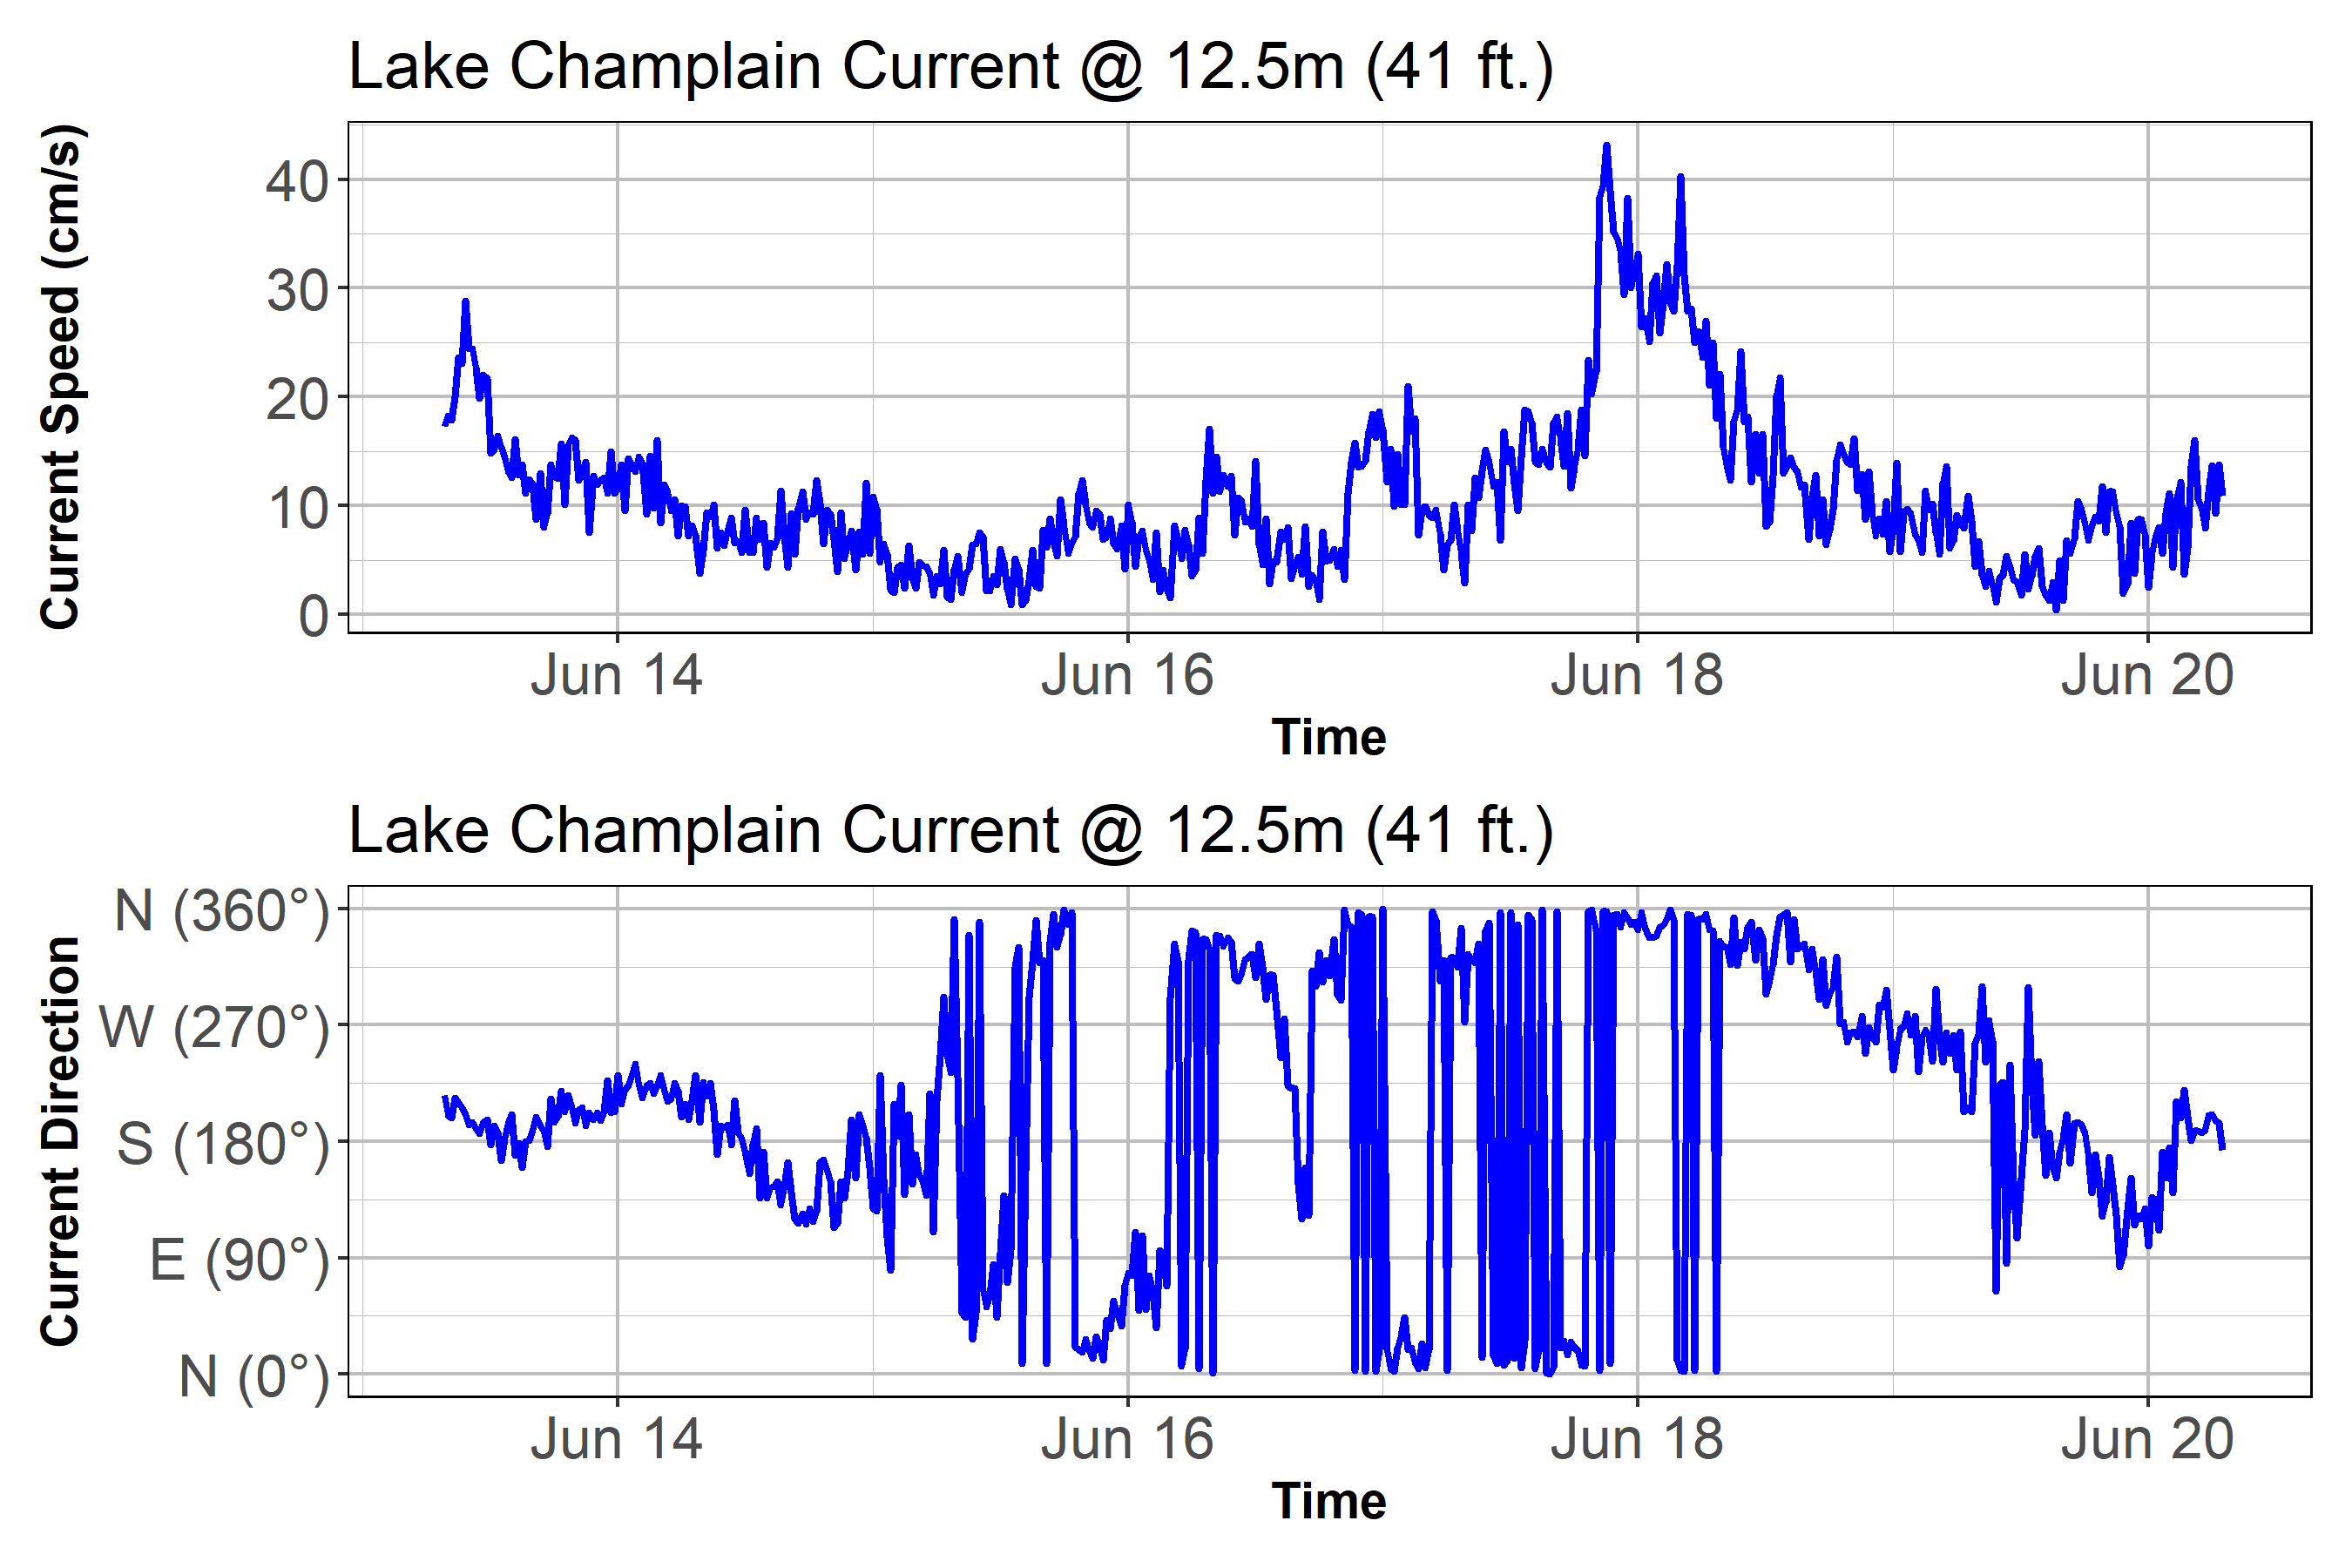 Lake Champlain Current @ 12.5m (41 ft.)
Current Speed (cm/s)
40
30
20
10
0
Jun 14 Jun 16 Jun 18 Jun 20
Time
Lake Champlain Current @ 12.5m (41 ft.)
Current Direction
N (360°)
W (270°)
S (180°)
E (90°)
N (0°)
Jun 14 Jun 16 Jun 18 Jun 20
Time